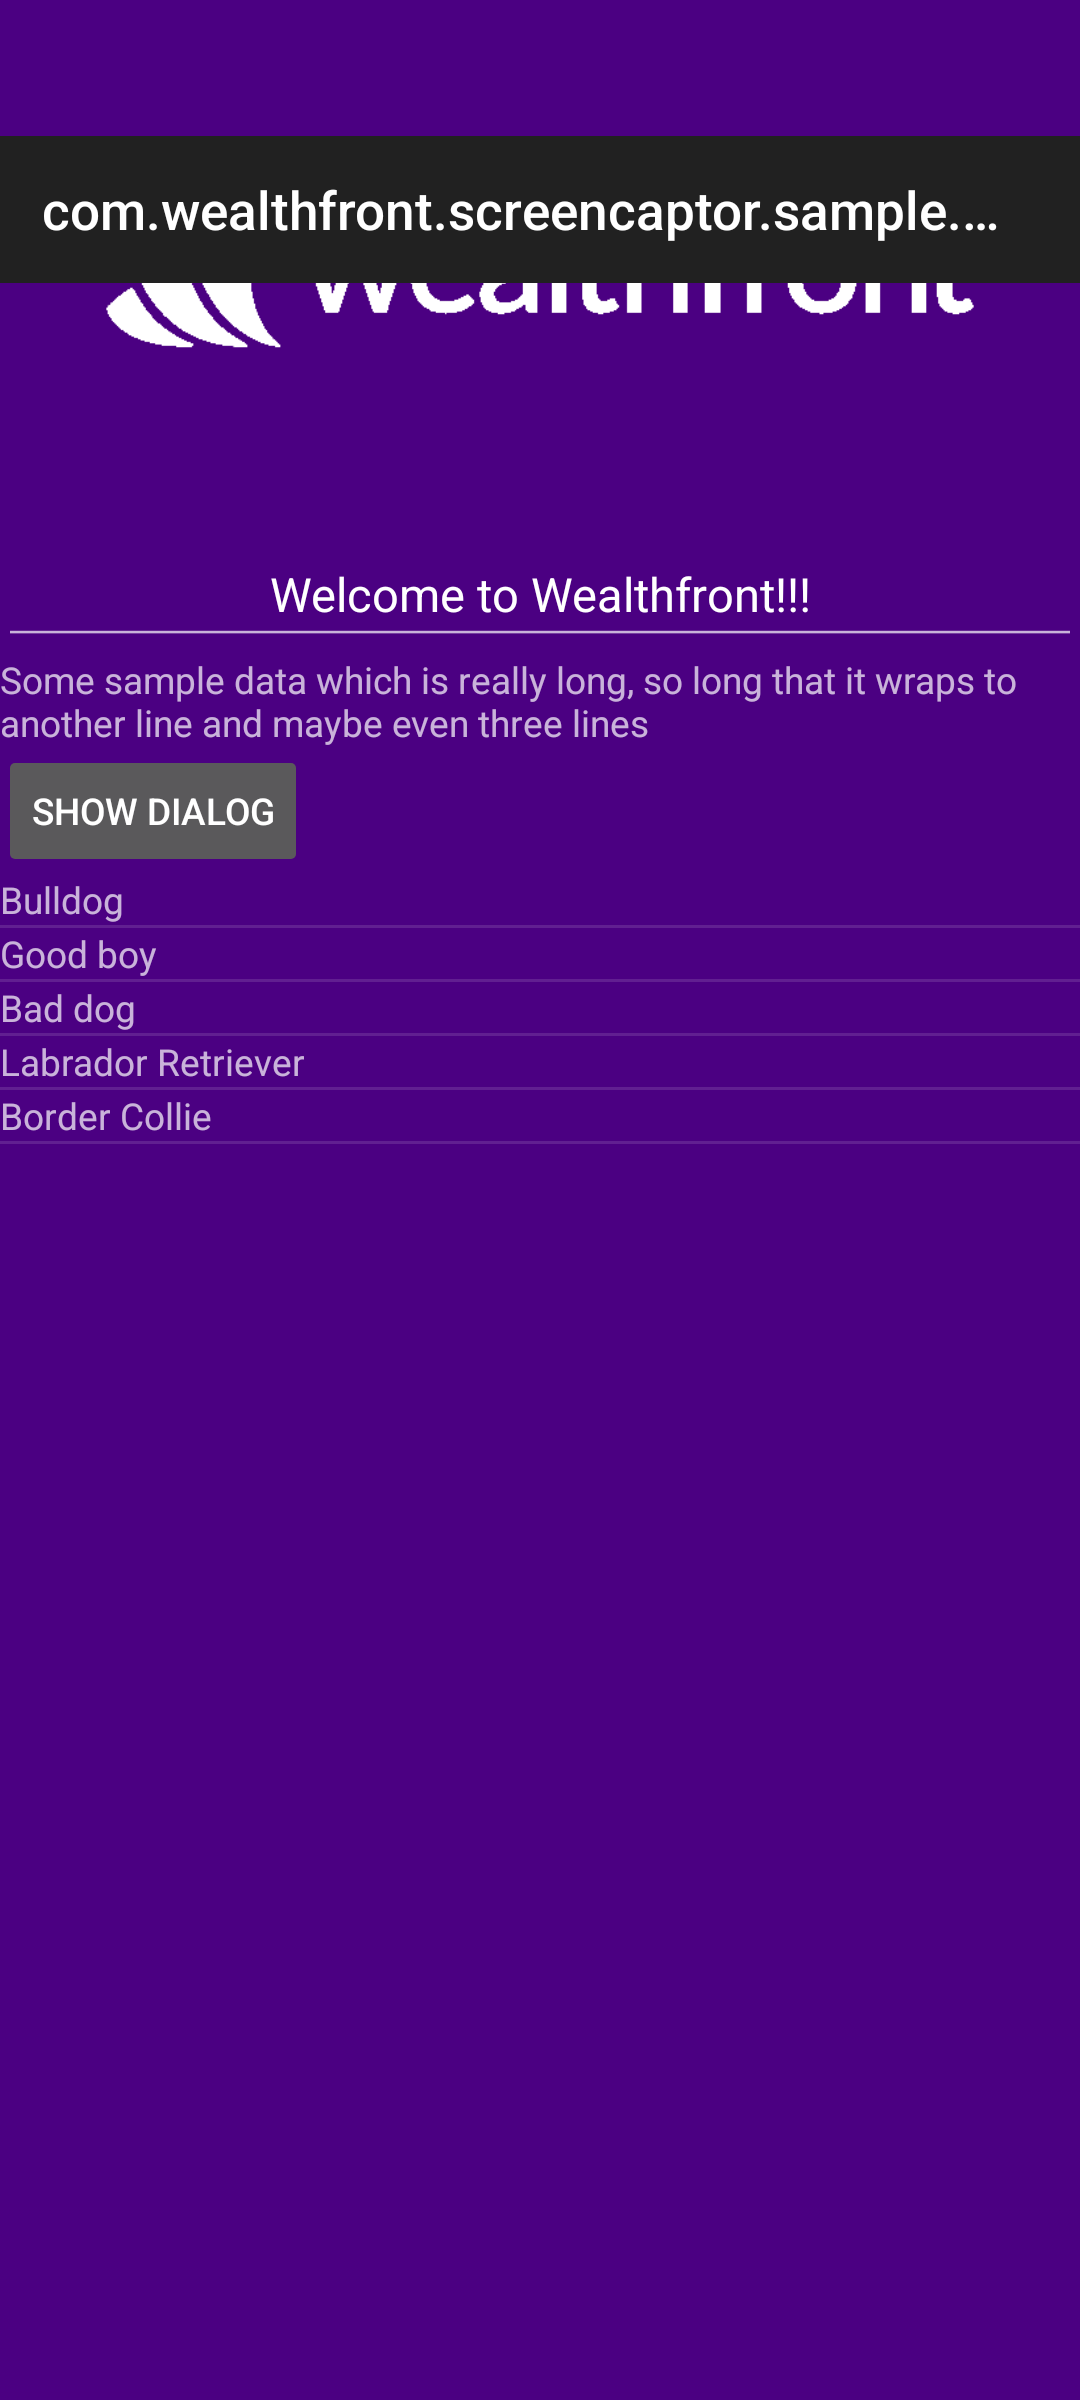 com.wealthfront.screencaptor.sample.…
wealthfront
Welcome to Wealthfront!!!
Some sample data which is really long, so long that it wraps to
another line and maybe even three lines
SHOW DIALOG
Bulldog
Good boy
Bad dog
Labrador Retriever
Border Collie